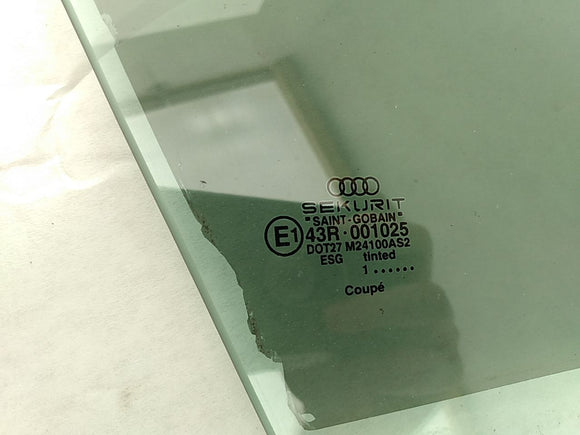 SEKURIT
"SAINT-GOBAIN"
E1 43R·001025
DOT27 M24100AS2
ESG tinted
1 ......
Coupé